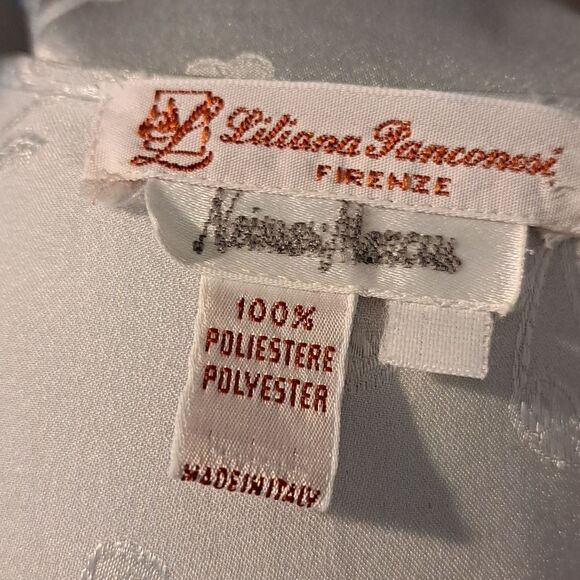 Liliana Panconesi
FIRENZE
Neiman Marcus
100%
POLIESTERE
POLYESTER
MADE IN ITALY